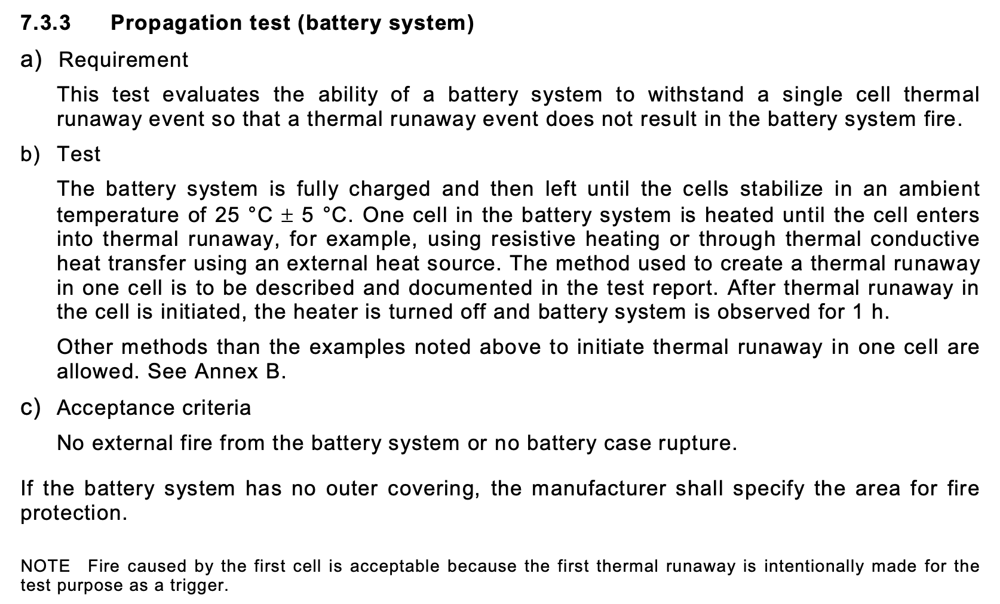 7.3.3 Propagation test (battery system)
a) Requirement
This test evaluates the ability of a battery system to withstand a single cell thermal
runaway event so that a thermal runaway event does not result in the battery system fire.
b) Test
The battery system is fully charged and then left until the cells stabilize in an ambient
temperature of 25 °C ± 5 °C. One cell in the battery system is heated until the cell enters
into thermal runaway, for example, using resistive heating or through thermal conductive
heat transfer using an external heat source. The method used to create a thermal runaway
in one cell is to be described and documented in the test report. After thermal runaway in
the cell is initiated, the heater is turned off and battery system is observed for 1 h.
Other methods than the examples noted above to initiate thermal runaway in one cell are
allowed. See Annex B.
c) Acceptance criteria
No external fire from the battery system or no battery case rupture.
If the battery system has no outer covering, the manufacturer shall specify the area for fire
protection.
NOTE Fire caused by the first cell is acceptable because the first thermal runaway is intentionally made for the
test purpose as a trigger.